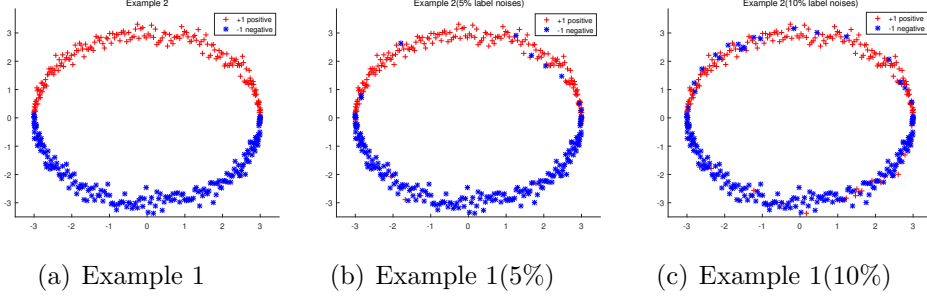 Example 2
+1 positive
-1 negative
3
2
1
0
-1
-2
-3
-3 -2 -1 0 1 2 3
(a) Example 1
Example 2(5% label noises)
+1 positive
-1 negative
3
2
1
0
-1
-2
-3
-3 -2 -1 0 1 2 3
(b) Example 1(5%)
Example 2(10% label noises)
+1 positive
-1 negative
3
2
1
0
-1
-2
-3
-3 -2 -1 0 1 2 3
(c) Example 1(10%)